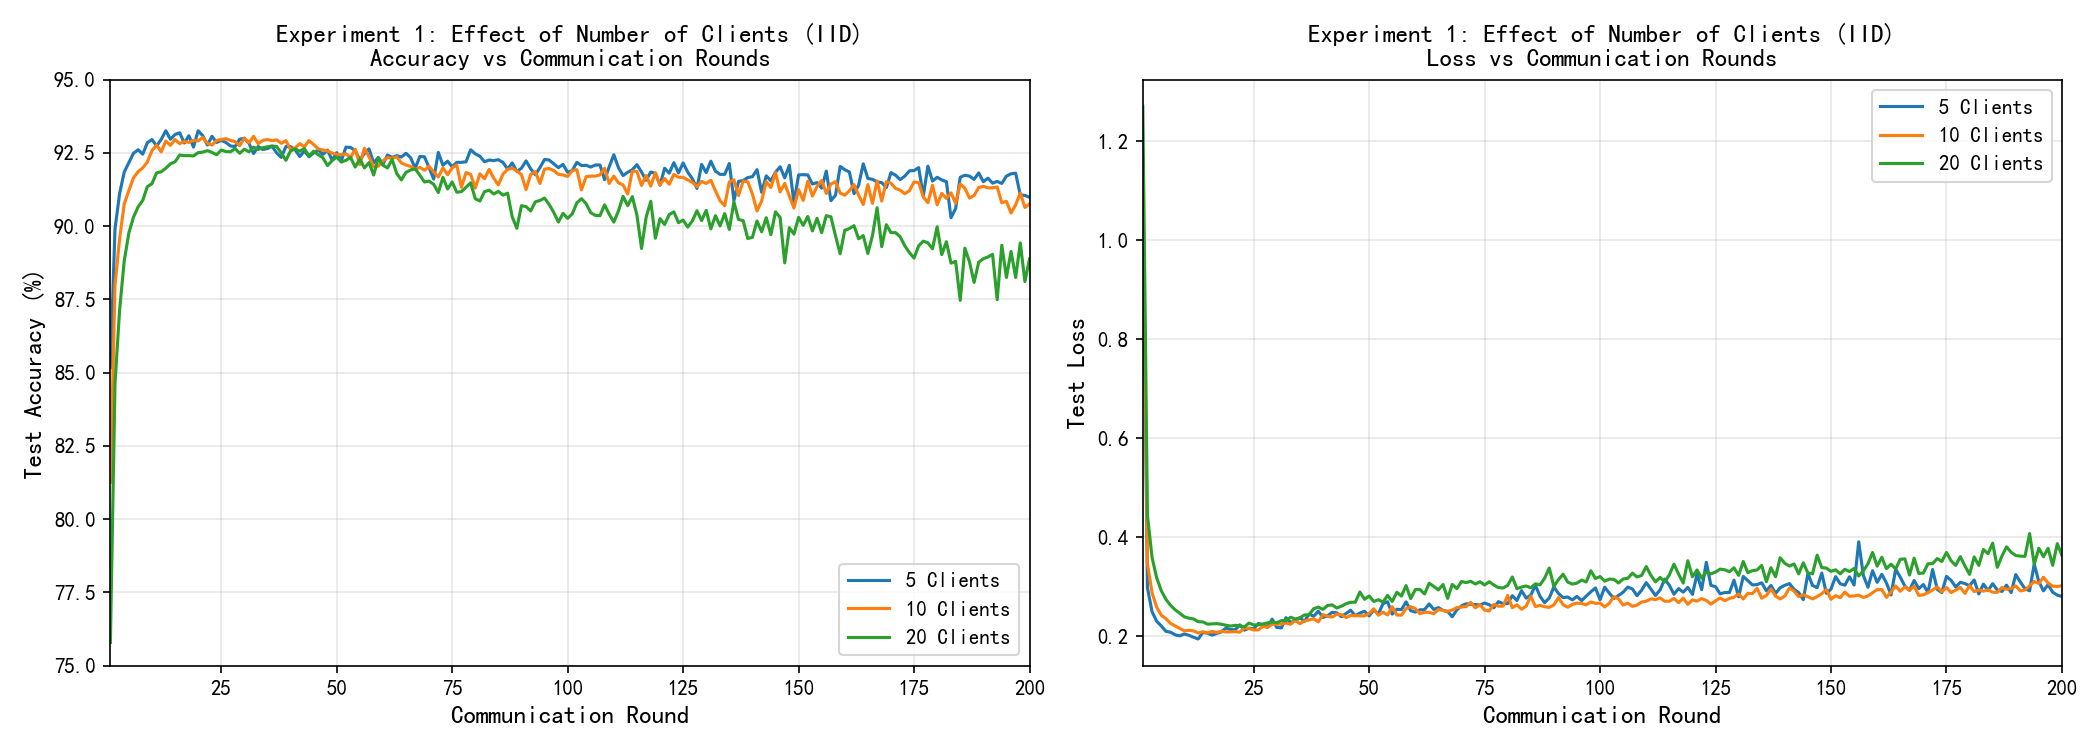 Experiment 1: Effect of Number of Clients (IID)
Accuracy vs Communication Rounds
95.0
92.5
90.0
87.5
85.0
82.5
80.0
77.5
75.0
Test Accuracy (%)
5 Clients
10 Clients
20 Clients
25
50
75
100
125
150
175
200
Communication Round
Experiment 1: Effect of Number of Clients (IID)
Loss vs Communication Rounds
1.2
1.0
0.8
0.6
0.4
0.2
Test Loss
5 Clients
10 Clients
20 Clients
25
50
75
100
125
150
175
200
Communication Round